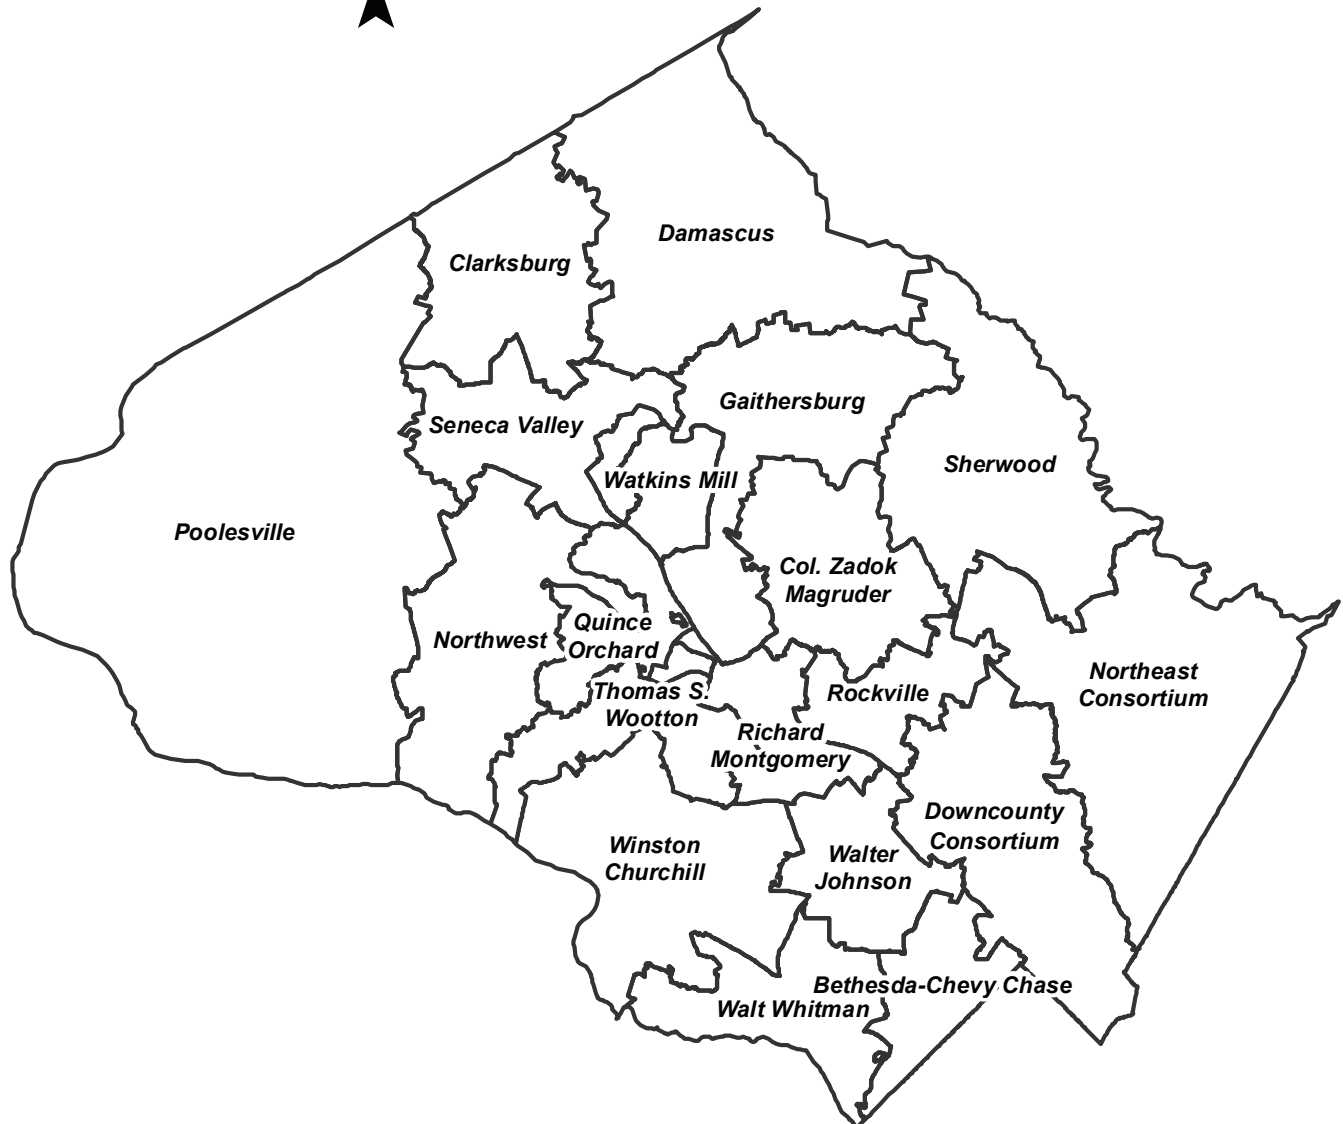 Damascus
Clarksburg
Gaithersburg
Seneca Valley
Sherwood
Watkins Mill
Poolesville
Col. Zadok
Magruder
Quince
Orchard
Northwest
Northeast
Consortium
Thomas S.
Wootton
Rockville
Richard
Montgomery
Downcounty
Consortium
Winston
Churchill
Walter
Johnson
Bethesda-Chevy Chase
Walt Whitman